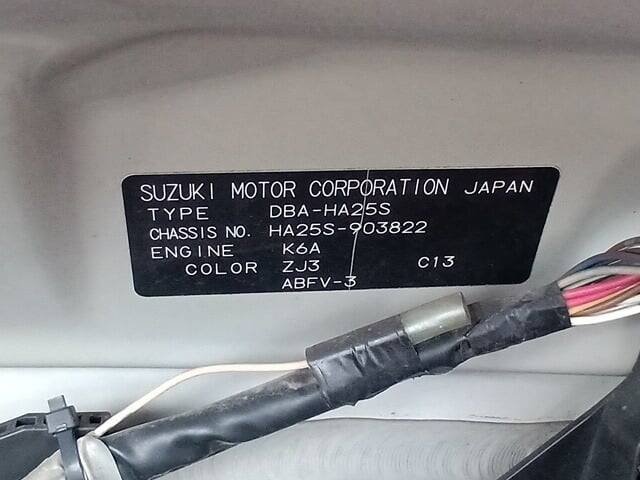 SUZUKI MOTOR CORPORATION JAPAN
TYPE DBA-HA25S
CHASSIS NO. HA25S-903822
ENGINE K6A
COLOR ZJ3 C13
ABFV-3